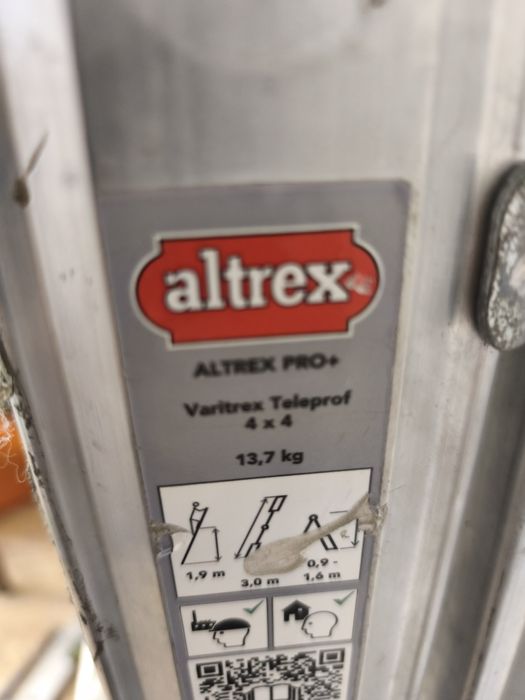 altrex
ALTREX PRO+
Varitrex Teleprof
4 x 4
13,7 kg
1,9 m
3,0 m
0,9 -
1,6 m